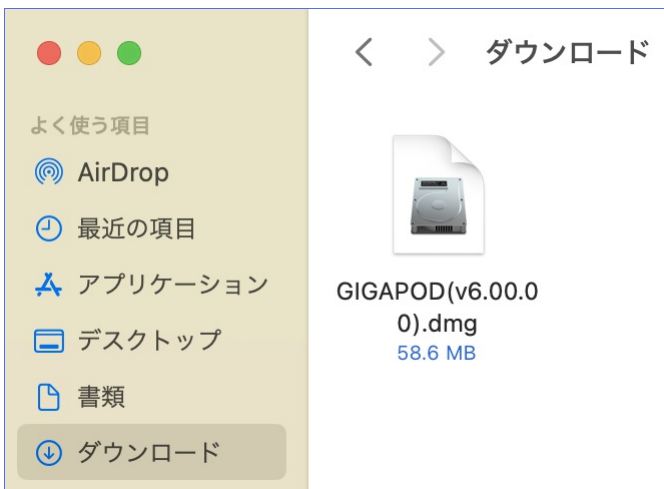 ダウンロード
よく使う項目
AirDrop
最近の項目
アプリケーション
デスクトップ
書類
ダウンロード
GIGAPOD(v6.00.0
0).dmg
58.6 MB